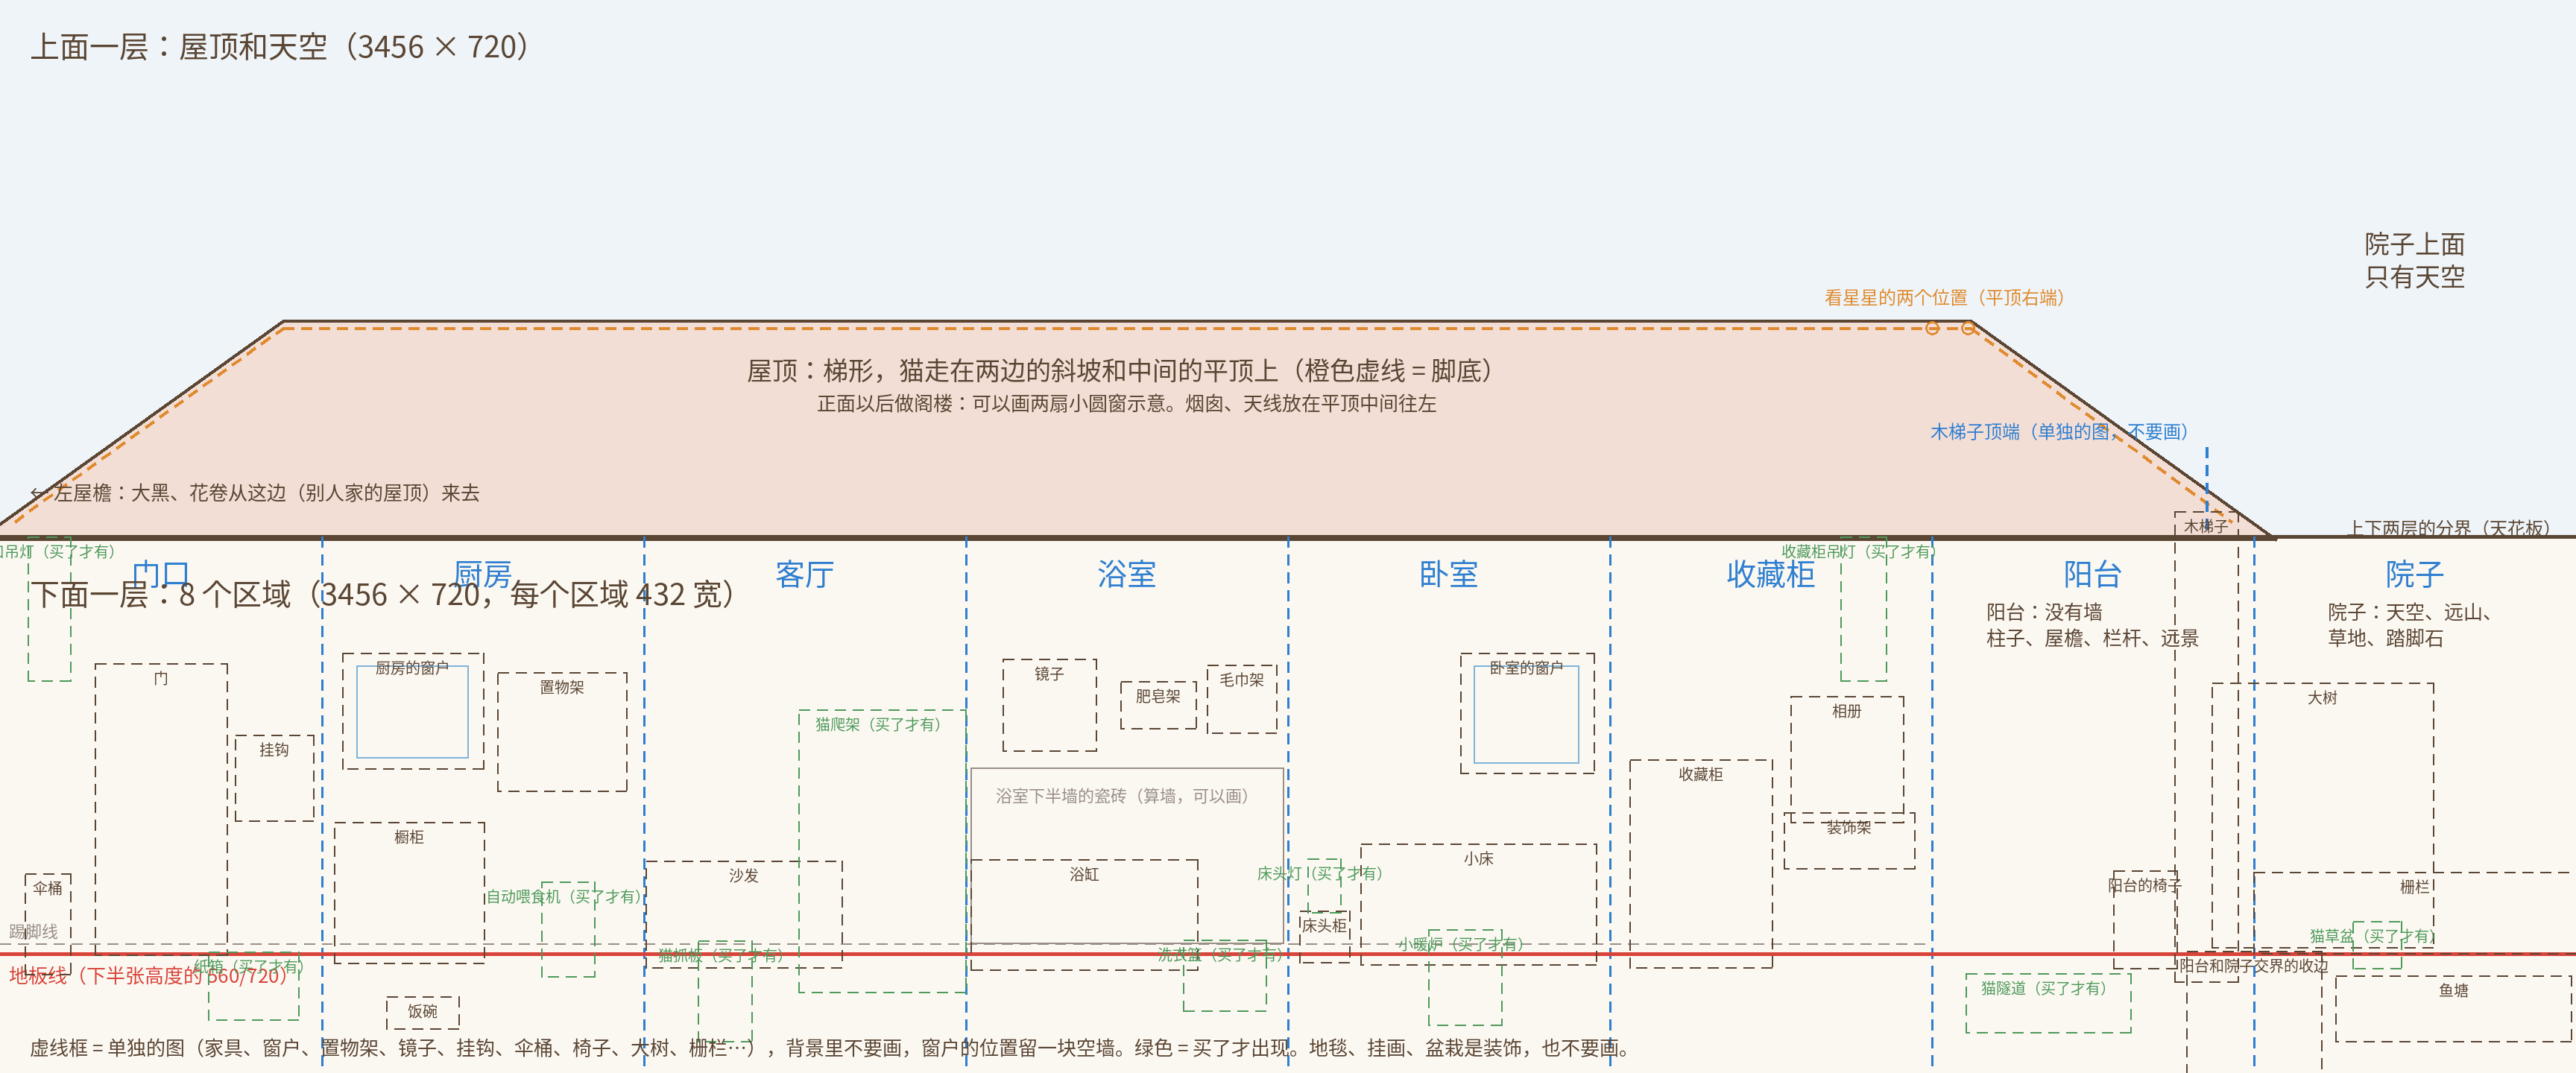 上面一层：屋顶和天空（3456 × 720）
院子上面
只有天空
看星星的两个位置（平顶右端）
屋顶：梯形，猫走在两边的斜坡和中间的平顶上（橙色虚线 = 脚底）
正面以后做阁楼：可以画两扇小圆窗示意。烟囱、天线放在平顶中间往左
木梯子顶端（单独的图，不要画）
← 左屋檐：大黑、花卷从这边（别人家的屋顶）来去
木梯子
上下两层的分界（天花板）
口吊灯（买了才有）
收藏柜吊灯（买了才有）
门口
厨房
客厅
浴室
卧室
收藏柜
阳台
院子
下面一层：8 个区域（3456 × 720，每个区域 432 宽）
阳台：没有墙
柱子、屋檐、栏杆、远景
院子：天空、远山、
草地、踏脚石
门
厨房的窗户
置物架
镜子
肥皂架
毛巾架
卧室的窗户
大树
相册
猫爬架（买了才有）
挂钩
收藏柜
浴室下半墙的瓷砖（算墙，可以画）
橱柜
装饰架
小床
沙发
浴缸
床头灯（买了才有）
伞桶
自动喂食机（买了才有）
阳台的椅子
栅栏
踢脚线
床头柜
小暖炉（买了才有）
猫草盆（买了才有）
猫抓板（买了才有）
洗衣篮（买了才有）
纸箱（买了才有）
阳台和院子交界的收边
地板线（下半张高度的 560/720）
猫隧道（买了才有）
鱼塘
饭碗
虚线框 = 单独的图（家具、窗户、置物架、镜子、挂钩、伞桶、椅子、大树、栅栏…），背景里不要画，窗户的位置留一块空墙。绿色 = 买了才出现。地毯、挂画、盆栽是装饰，也不要画。